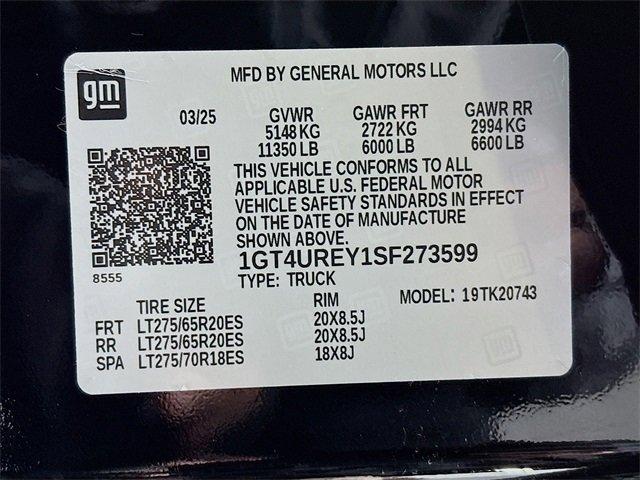 gm
MFD BY GENERAL MOTORS LLC
03/25 GVWR GAWR FRT GAWR RR
5148 KG 2722 KG 2994 KG
11350 LB 6000 LB 6600 LB
THIS VEHICLE CONFORMS TO ALL
APPLICABLE U.S. FEDERAL MOTOR
VEHICLE SAFETY STANDARDS IN EFFECT
ON THE DATE OF MANUFACTURE
SHOWN ABOVE.
1GT4UREY1SF273599
8555
TYPE: TRUCK
MODEL: 19TK20743
TIRE SIZE RIM
FRT LT275/65R20ES 20X8.5J
RR LT275/65R20ES 20X8.5J
SPA LT275/70R18ES 18X8J